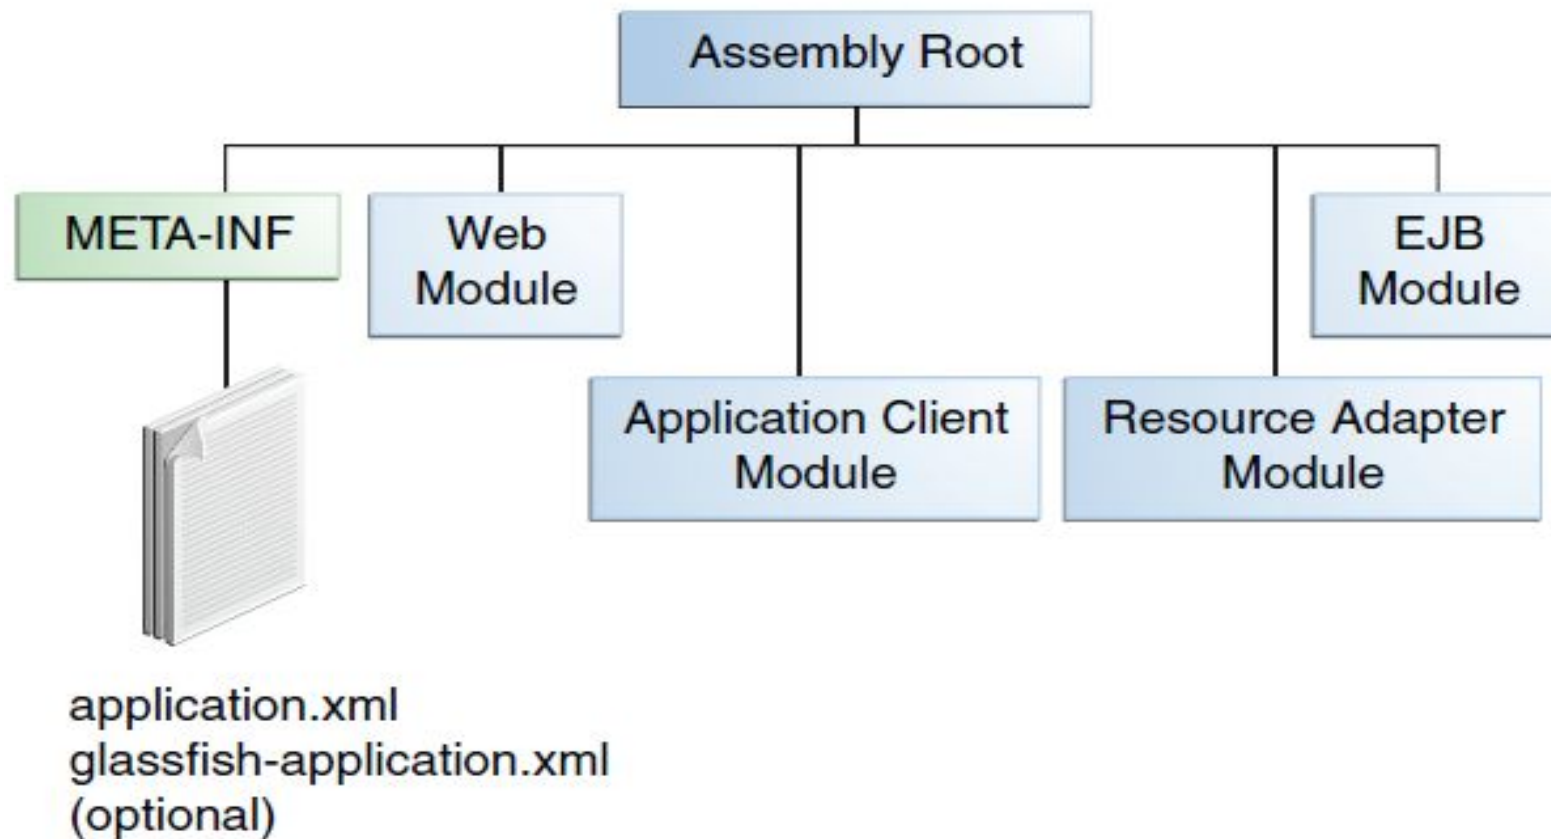 Assembly Root
META-INF
Web
Module
EJB
Module
Application Client
Module
Resource Adapter
Module
application.xml
glassfish-application.xml
(optional)